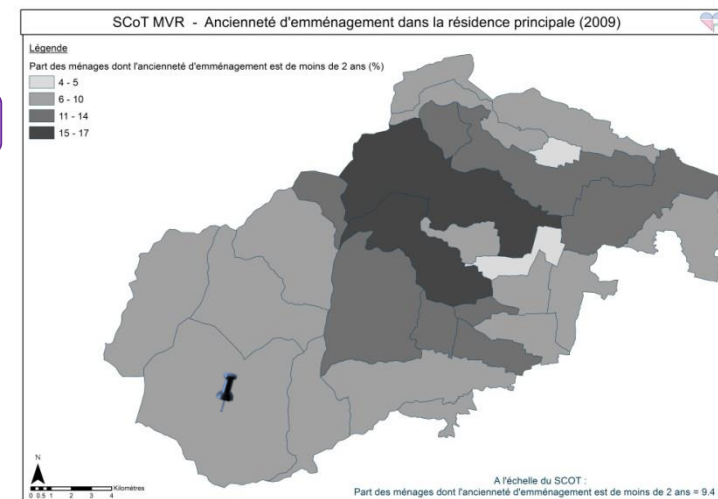 SCoT MVR - Ancienneté d'emménagement dans la résidence principale (2009)
Légende
Part des ménages dont l'ancienneté d'emménagement est de moins de 2 ans (%)
4 - 5
6 - 10
11 - 14
15 - 17
N
0 0.5 1 2 3 4 Kilomètres
A l'échelle du SCOT :
Part des ménages dont l'ancienneté d'emménagement est de moins de 2 ans = 9.4